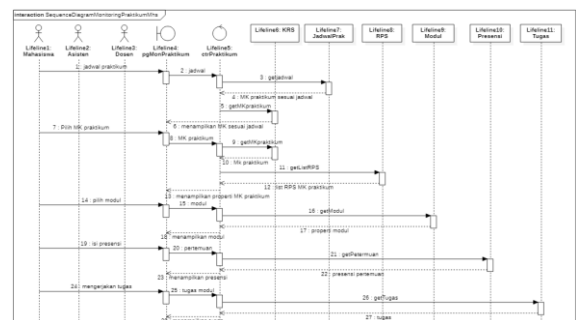 interaction SequenceDiagramMonitoringPraktikumMhs
Lifeline1: Mahasiswa
Lifeline2: Asisten
Lifeline3: Dosen
Lifeline4: pgMonPraktikum
Lifeline5: ctrPraktikum
Lifeline6: KRS
Lifeline7: JadwalPrak
Lifeline8: RPS
Lifeline9: Modul
Lifeline10: Presensi
Lifeline11: Tugas
1 : jadwal praktikum
2 : jadwal
3 : getjadwal
4 : MK praktikum sesuai jadwal
5 : getMKpraktikum
6 : menampilkan MK sesuai jadwal
7 : Pilih MK praktikum
8 : MK praktikum
9 : getMKpraktikum
10 : Mk praktikum
11 : getListRPS
12 : list RPS MK praktikum
13 : menampilkan properti MK praktikum
14 : pilih modul
15 : modul
16 : getModul
17 : properti modul
18 : menampilkan modul
19 : isi presensi
20 : pertemuan
21 : getPertemuan
22 : presensi pertemuan
23 : menampilkan presensi
24 : mengerjakan tugas
25 : tugas modul
26 : getTugas
27 : tugas